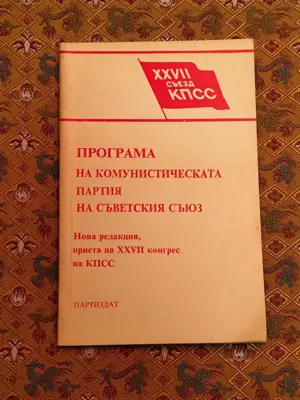 XXVII
СЪЕЗД
КПСС
ПРОГРАМА
НА КОМУНИСТИЧЕСКАТА
ПАРТИЯ
НА СЪВЕТСКИЯ СЪЮЗ
Нова редакция,
приета на XXVII конгрес
на КПСС
ПАРТИЗДАТ